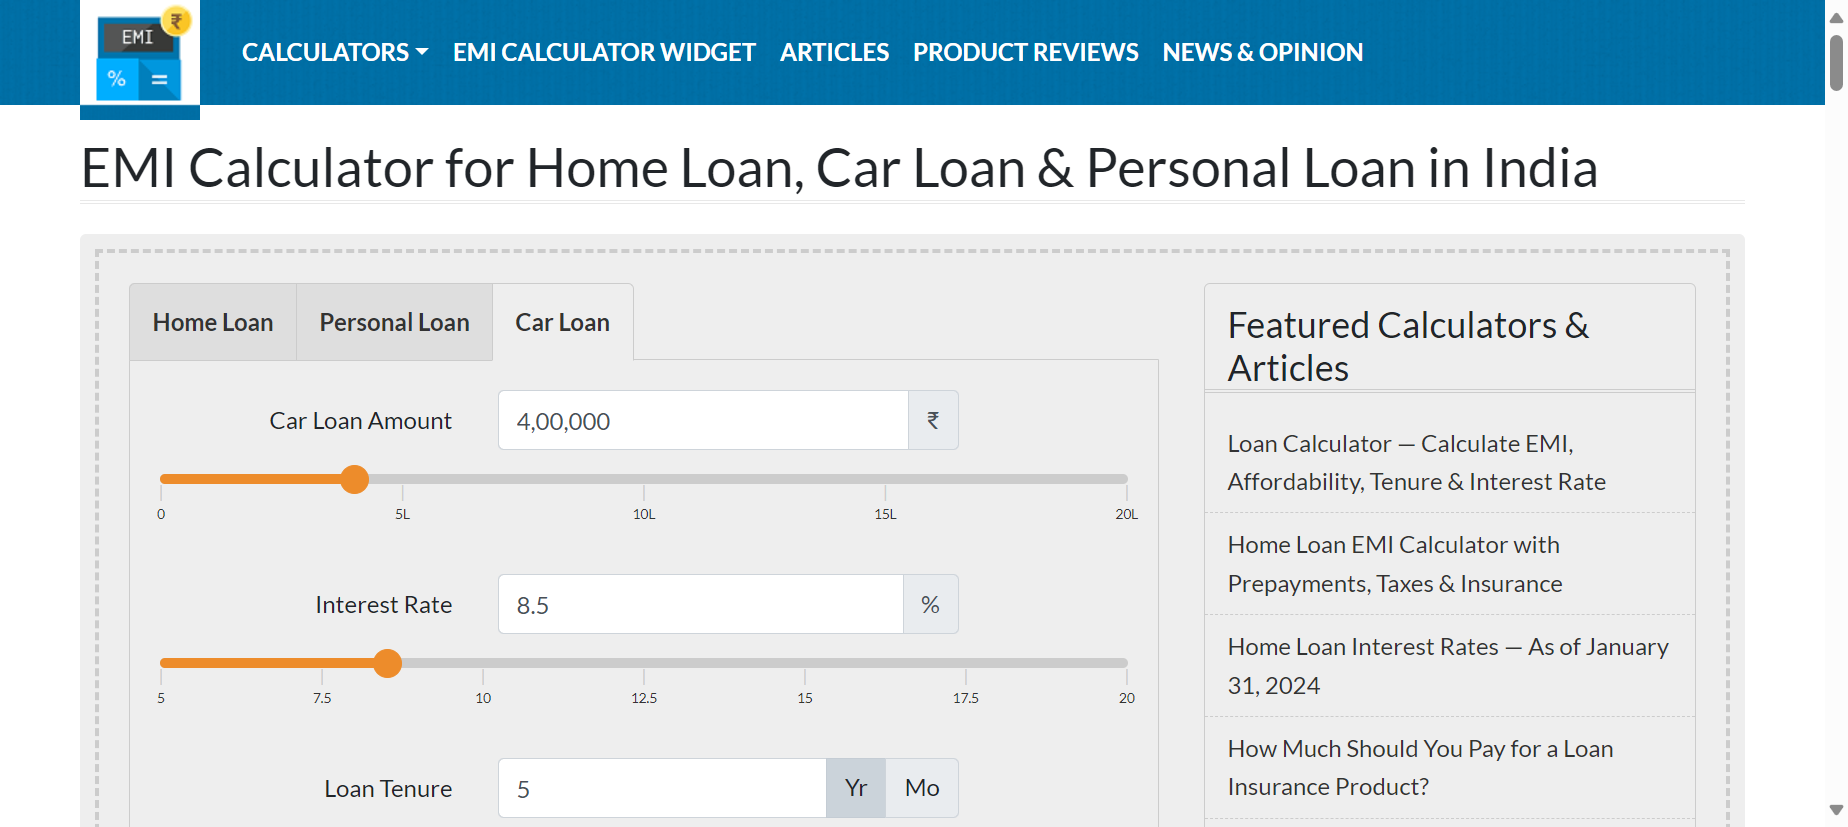 EMI
₹
%
=
CALCULATORS
EMI CALCULATOR WIDGET
ARTICLES
PRODUCT REVIEWS
NEWS & OPINION
EMI Calculator for Home Loan, Car Loan & Personal Loan in India
Home Loan
Personal Loan
Car Loan
Car Loan Amount
4,00,000
₹
0
5L
10L
15L
20L
Interest Rate
8.5
%
5
7.5
10
12.5
15
17.5
20
Loan Tenure
5
Yr
Mo
Featured Calculators &
Articles
Loan Calculator — Calculate EMI,
Affordability, Tenure & Interest Rate
Home Loan EMI Calculator with
Prepayments, Taxes & Insurance
Home Loan Interest Rates — As of January
31, 2024
How Much Should You Pay for a Loan
Insurance Product?